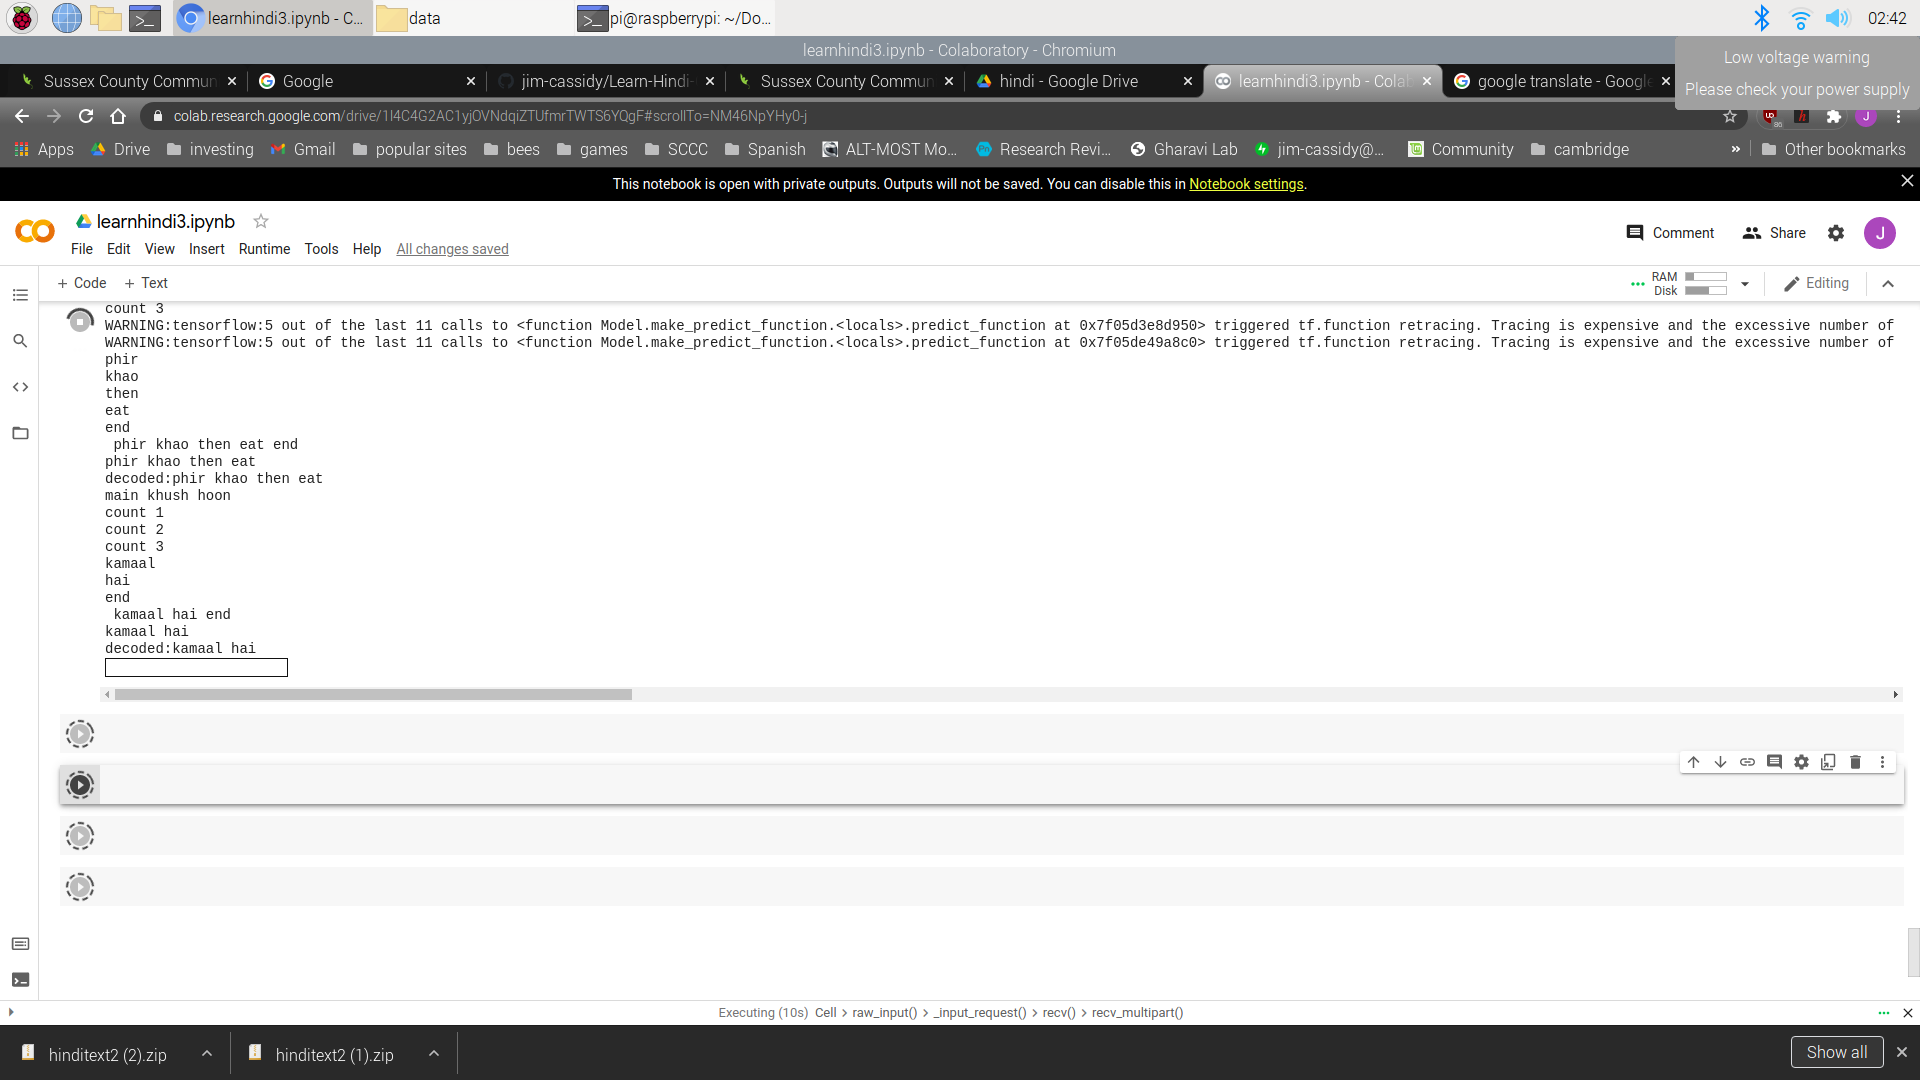 learnhindi3.ipynb - C...
data
pi@raspberrypi: ~/Do...
02:42
learnhindi3.ipynb - Colaboratory - Chromium
Low voltage warning
Please check your power supply
Sussex County Commun
Google
jim-cassidy/Learn-Hindi-
Sussex County Commun
hindi - Google Drive
learnhindi3.ipynb - Colab
google translate - Google
colab.research.google.com/drive/1I4C4G2AC1yjOVNdqiZTUfmrTWTS6YQgF#scrollTo=NM46NpYHy0-j
Apps
Drive
investing
Gmail
popular sites
bees
games
SCCC
Spanish
ALT-MOST Mo...
Research Revi...
Gharavi Lab
jim-cassidy@...
Community
cambridge
»
Other bookmarks
This notebook is open with private outputs. Outputs will not be saved. You can disable this in Notebook settings.
learnhindi3.ipynb
File Edit View Insert Runtime Tools Help All changes saved
Comment
Share
J
+ Code + Text
RAM
Disk
Editing
count 3
WARNING:tensorflow:5 out of the last 11 calls to <function Model.make_predict_function.<locals>.predict_function at 0x7f05d3e8d950> triggered tf.function retracing. Tracing is expensive and the excessive number of
WARNING:tensorflow:5 out of the last 11 calls to <function Model.make_predict_function.<locals>.predict_function at 0x7f05de49a8c0> triggered tf.function retracing. Tracing is expensive and the excessive number of
phir
khao
then
eat
end
phir khao then eat end
phir khao then eat
decoded:phir khao then eat
main khush hoon
count 1
count 2
count 3
kamaal
hai
end
kamaal hai end
kamaal hai
decoded:kamaal hai
Executing (10s) Cell > raw_input() > _input_request() > recv() > recv_multipart()
hinditext2 (2).zip
hinditext2 (1).zip
Show all